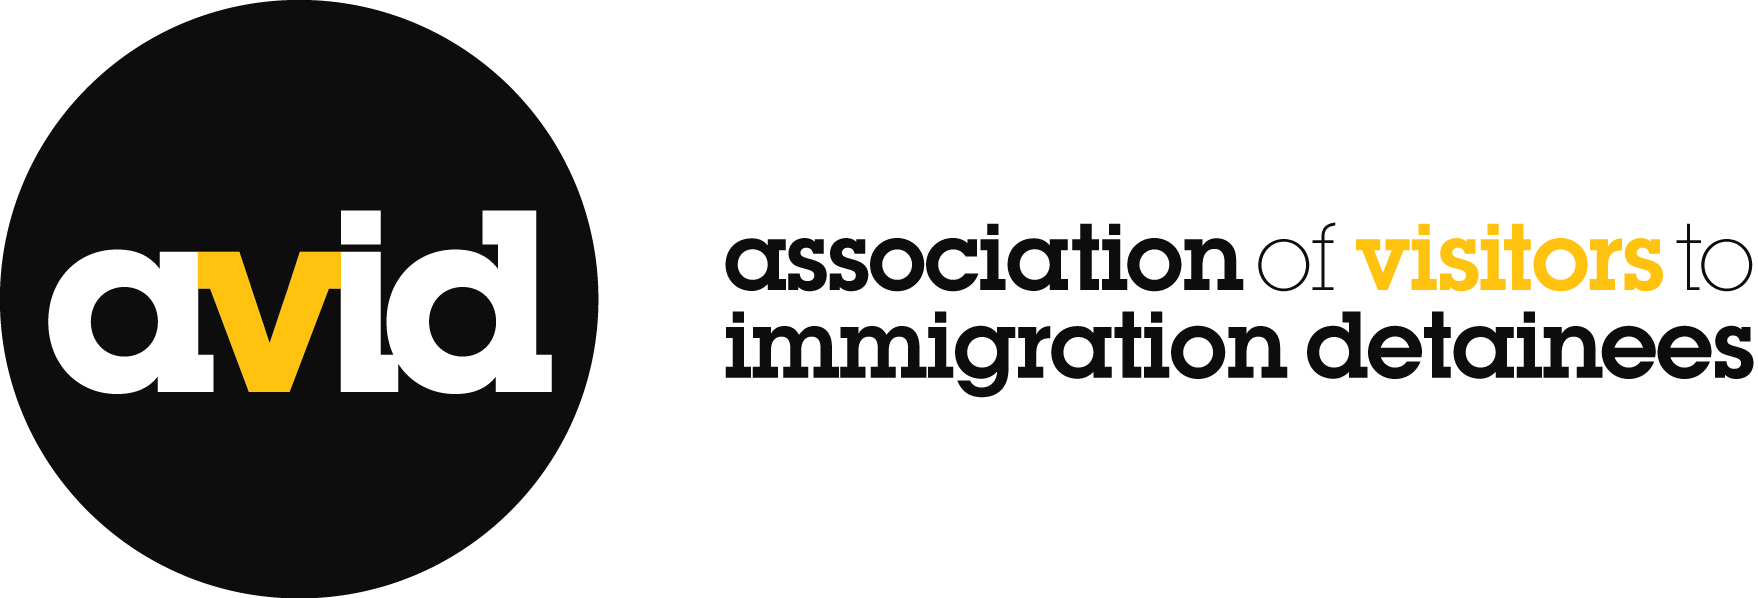 avid
association of visitors to
immigration detainees